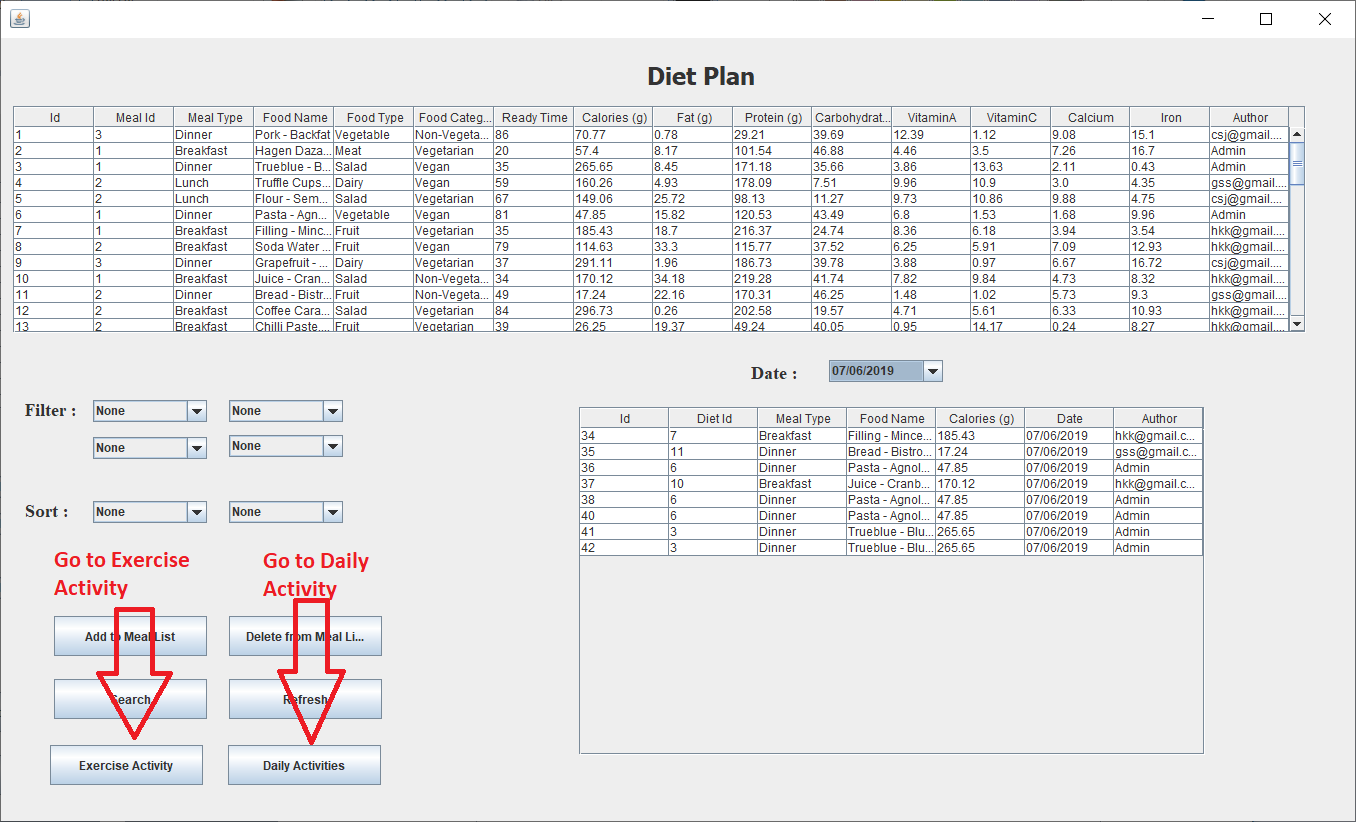 Diet Plan
Id Meal Id Meal Type Food Name Food Type Food Categ... Ready Time Calories (g) Fat (g) Protein (g) Carbohydrat... VitaminA VitaminC Calcium Iron Author
1 3 Dinner Pork - Backfat Vegetable Non-Vegeta... 86 70.77 0.78 29.21 39.69 12.39 1.12 9.08 15.1 csj@gmail....
2 1 Breakfast Hagen Daza... Meat Vegetarian 20 57.4 8.17 101.54 46.88 4.46 3.5 7.26 16.7 Admin
3 1 Dinner Trueblue - B... Salad Vegan 35 265.65 8.45 171.18 35.66 3.86 13.63 2.11 0.43 Admin
4 2 Lunch Truffle Cups... Dairy Vegan 59 160.26 4.93 178.09 7.51 9.96 10.9 3.0 4.35 gss@gmail....
5 2 Lunch Flour - Sem... Salad Vegetarian 67 149.06 25.72 98.13 11.27 9.73 10.86 9.88 4.75 csj@gmail....
6 1 Dinner Pasta - Agn... Vegetable Vegan 81 47.85 15.82 120.53 43.49 6.8 1.53 1.68 9.96 Admin
7 1 Breakfast Filling - Minc... Fruit Vegetarian 35 185.43 18.7 216.37 24.74 8.36 6.18 3.94 3.54 hkk@gmail....
8 2 Breakfast Soda Water ... Fruit Vegan 79 114.63 33.3 115.77 37.52 6.25 5.91 7.09 12.93 hkk@gmail....
9 3 Dinner Grapefruit - ... Dairy Vegetarian 37 291.11 1.96 186.73 39.78 3.88 0.97 6.67 16.72 csj@gmail....
10 1 Breakfast Juice - Cran... Salad Non-Vegeta... 34 170.12 34.18 219.28 41.74 7.82 9.84 4.73 8.32 hkk@gmail....
11 2 Dinner Bread - Bistr... Fruit Non-Vegeta... 49 17.24 22.16 170.31 46.25 1.48 1.02 5.73 9.3 gss@gmail....
12 2 Breakfast Coffee Cara... Salad Vegetarian 84 296.73 0.26 202.58 19.57 4.71 5.61 6.33 10.93 hkk@gmail....
13 2 Breakfast Chilli Paste,... Fruit Vegetarian 39 26.25 19.37 49.24 40.05 0.95 14.17 0.24 8.27 hkk@gmail....
Date : 07/06/2019
Filter : None None
None None
Sort : None None
Id Diet Id Meal Type Food Name Calories (g) Date Author
34 7 Breakfast Filling - Mince... 185.43 07/06/2019 hkk@gmail.c...
35 11 Dinner Bread - Bistro... 17.24 07/06/2019 gss@gmail.c...
36 6 Dinner Pasta - Agnol... 47.85 07/06/2019 Admin
37 10 Breakfast Juice - Cranb... 170.12 07/06/2019 hkk@gmail.c...
38 6 Dinner Pasta - Agnol... 47.85 07/06/2019 Admin
40 6 Dinner Pasta - Agnol... 47.85 07/06/2019 Admin
41 3 Dinner Trueblue - Blu... 265.65 07/06/2019 Admin
42 3 Dinner Trueblue - Blu... 265.65 07/06/2019 Admin
Go to Exercise
Activity
Go to Daily
Activity
Add to Meal List Delete from Meal Li...
Search Refresh
Exercise Activity Daily Activities